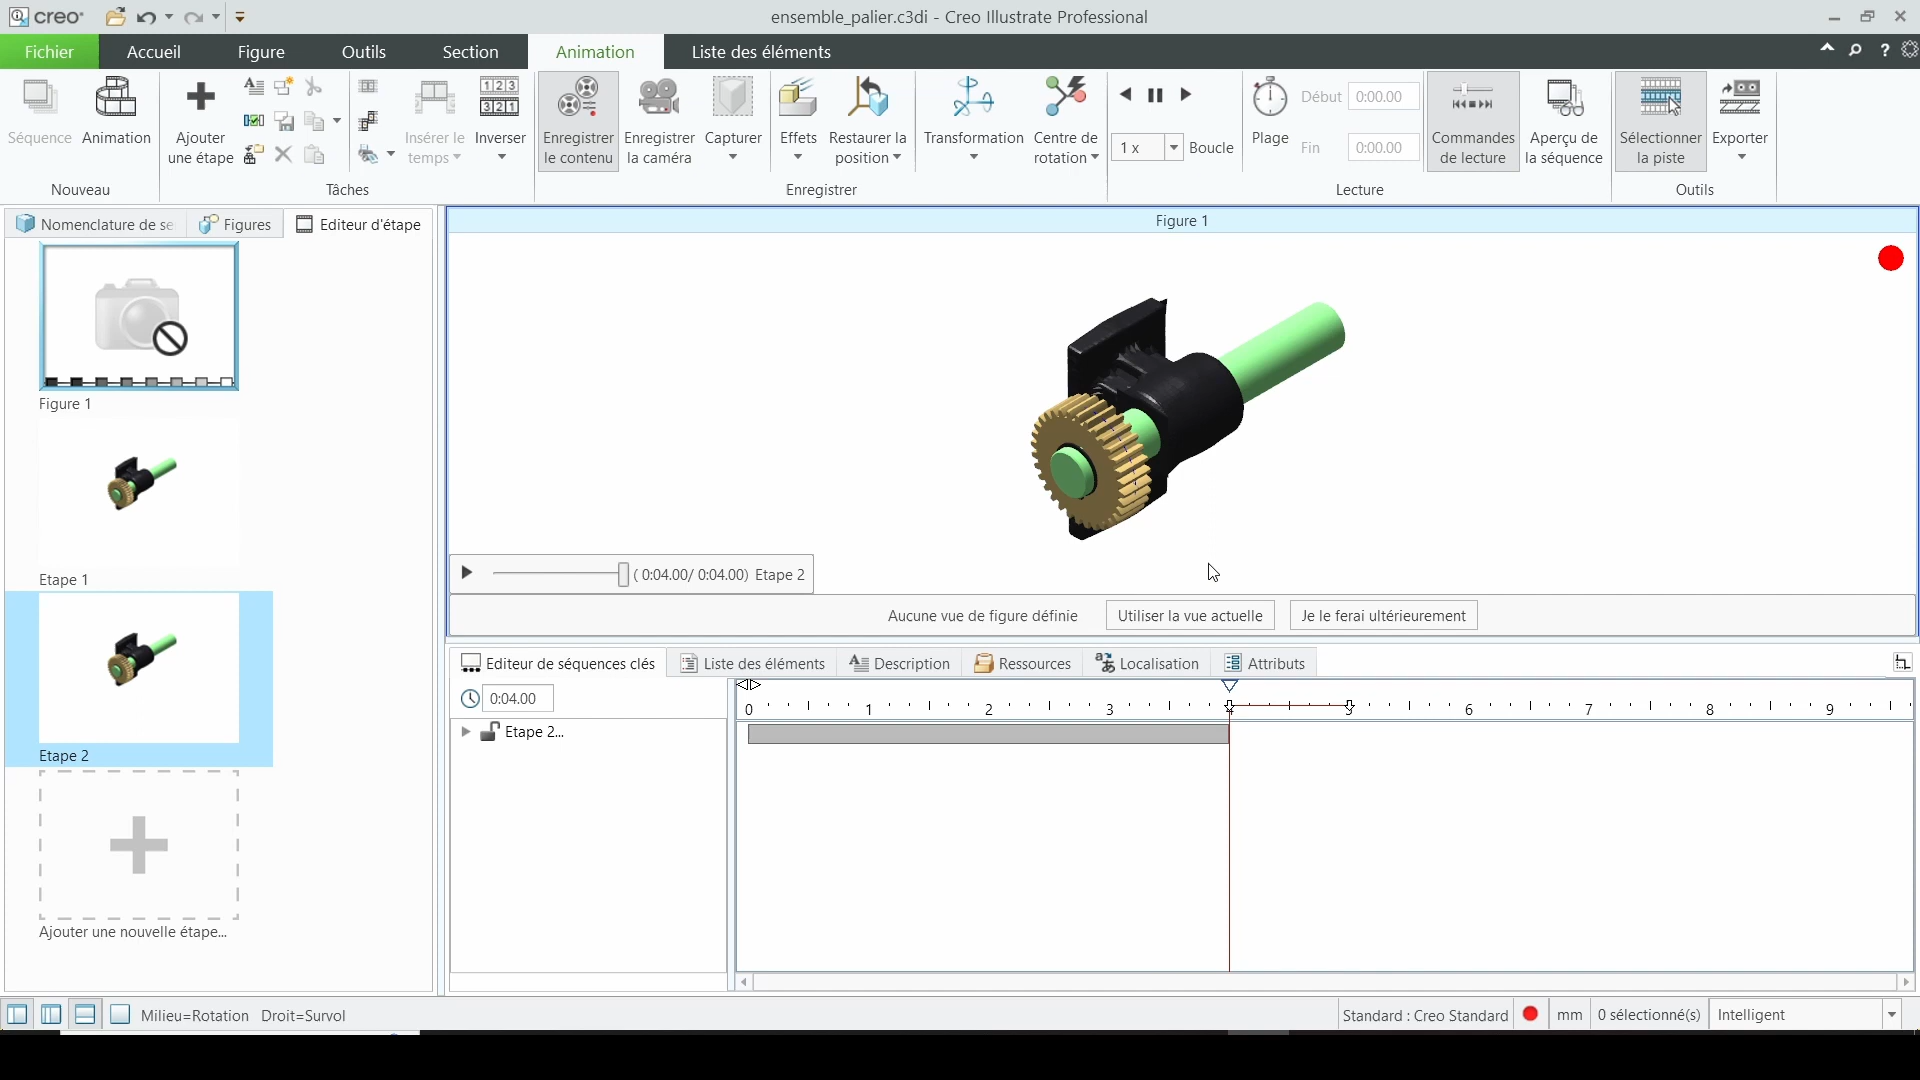 creo
ensemble_palier.c3di - Creo Illustrate Professional
Fichier Accueil Figure Outils Section Animation Liste des éléments
Séquence
Animation
Ajouter
une étape
Insérer le
temps
Inverser
Enregistrer
le contenu
Enregistrer
la caméra
Capturer
Effets
Restaurer la
position
Transformation
Centre de
rotation
1 x
Boucle
Plage
Début 0:00.00
Fin 0:00.00
Commandes
de lecture
Aperçu de
la séquence
Sélectionner
la piste
Exporter
Nouveau Tâches Enregistrer Lecture Outils
Nomenclature de se Figures Editeur d'étape
Figure 1
Etape 1
Etape 2
Ajouter une nouvelle étape...
Figure 1
( 0:04.00/ 0:04.00) Etape 2
Aucune vue de figure définie Utiliser la vue actuelle Je le ferai ultérieurement
Editeur de séquences clés Liste des éléments Description Ressources Localisation Attributs
0:04.00
0 1 2 3 4 5 6 7 8 9
Etape 2...
Milieu=Rotation Droit=Survol
Standard : Creo Standard mm 0 sélectionné(s) Intelligent